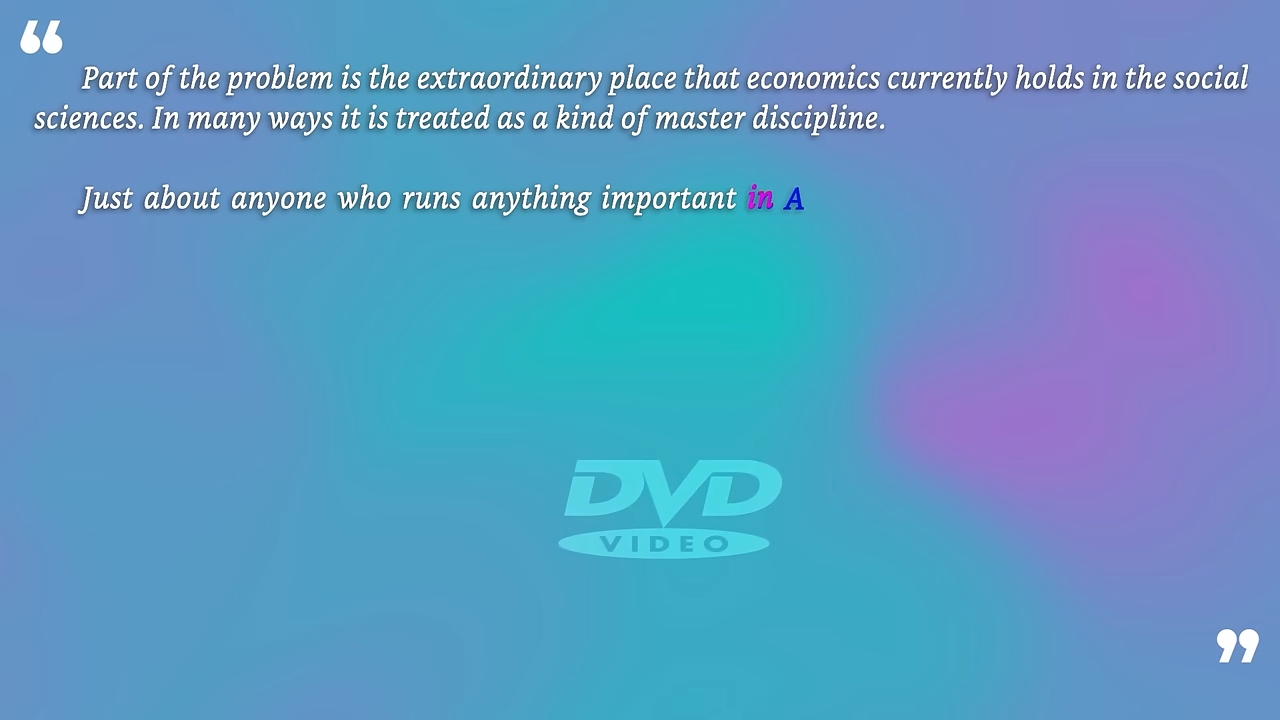 “
Part of the problem is the extraordinary place that economics currently holds in the social
sciences. In many ways it is treated as a kind of master discipline.
Just about anyone who runs anything important in A
DVD
VIDEO
”